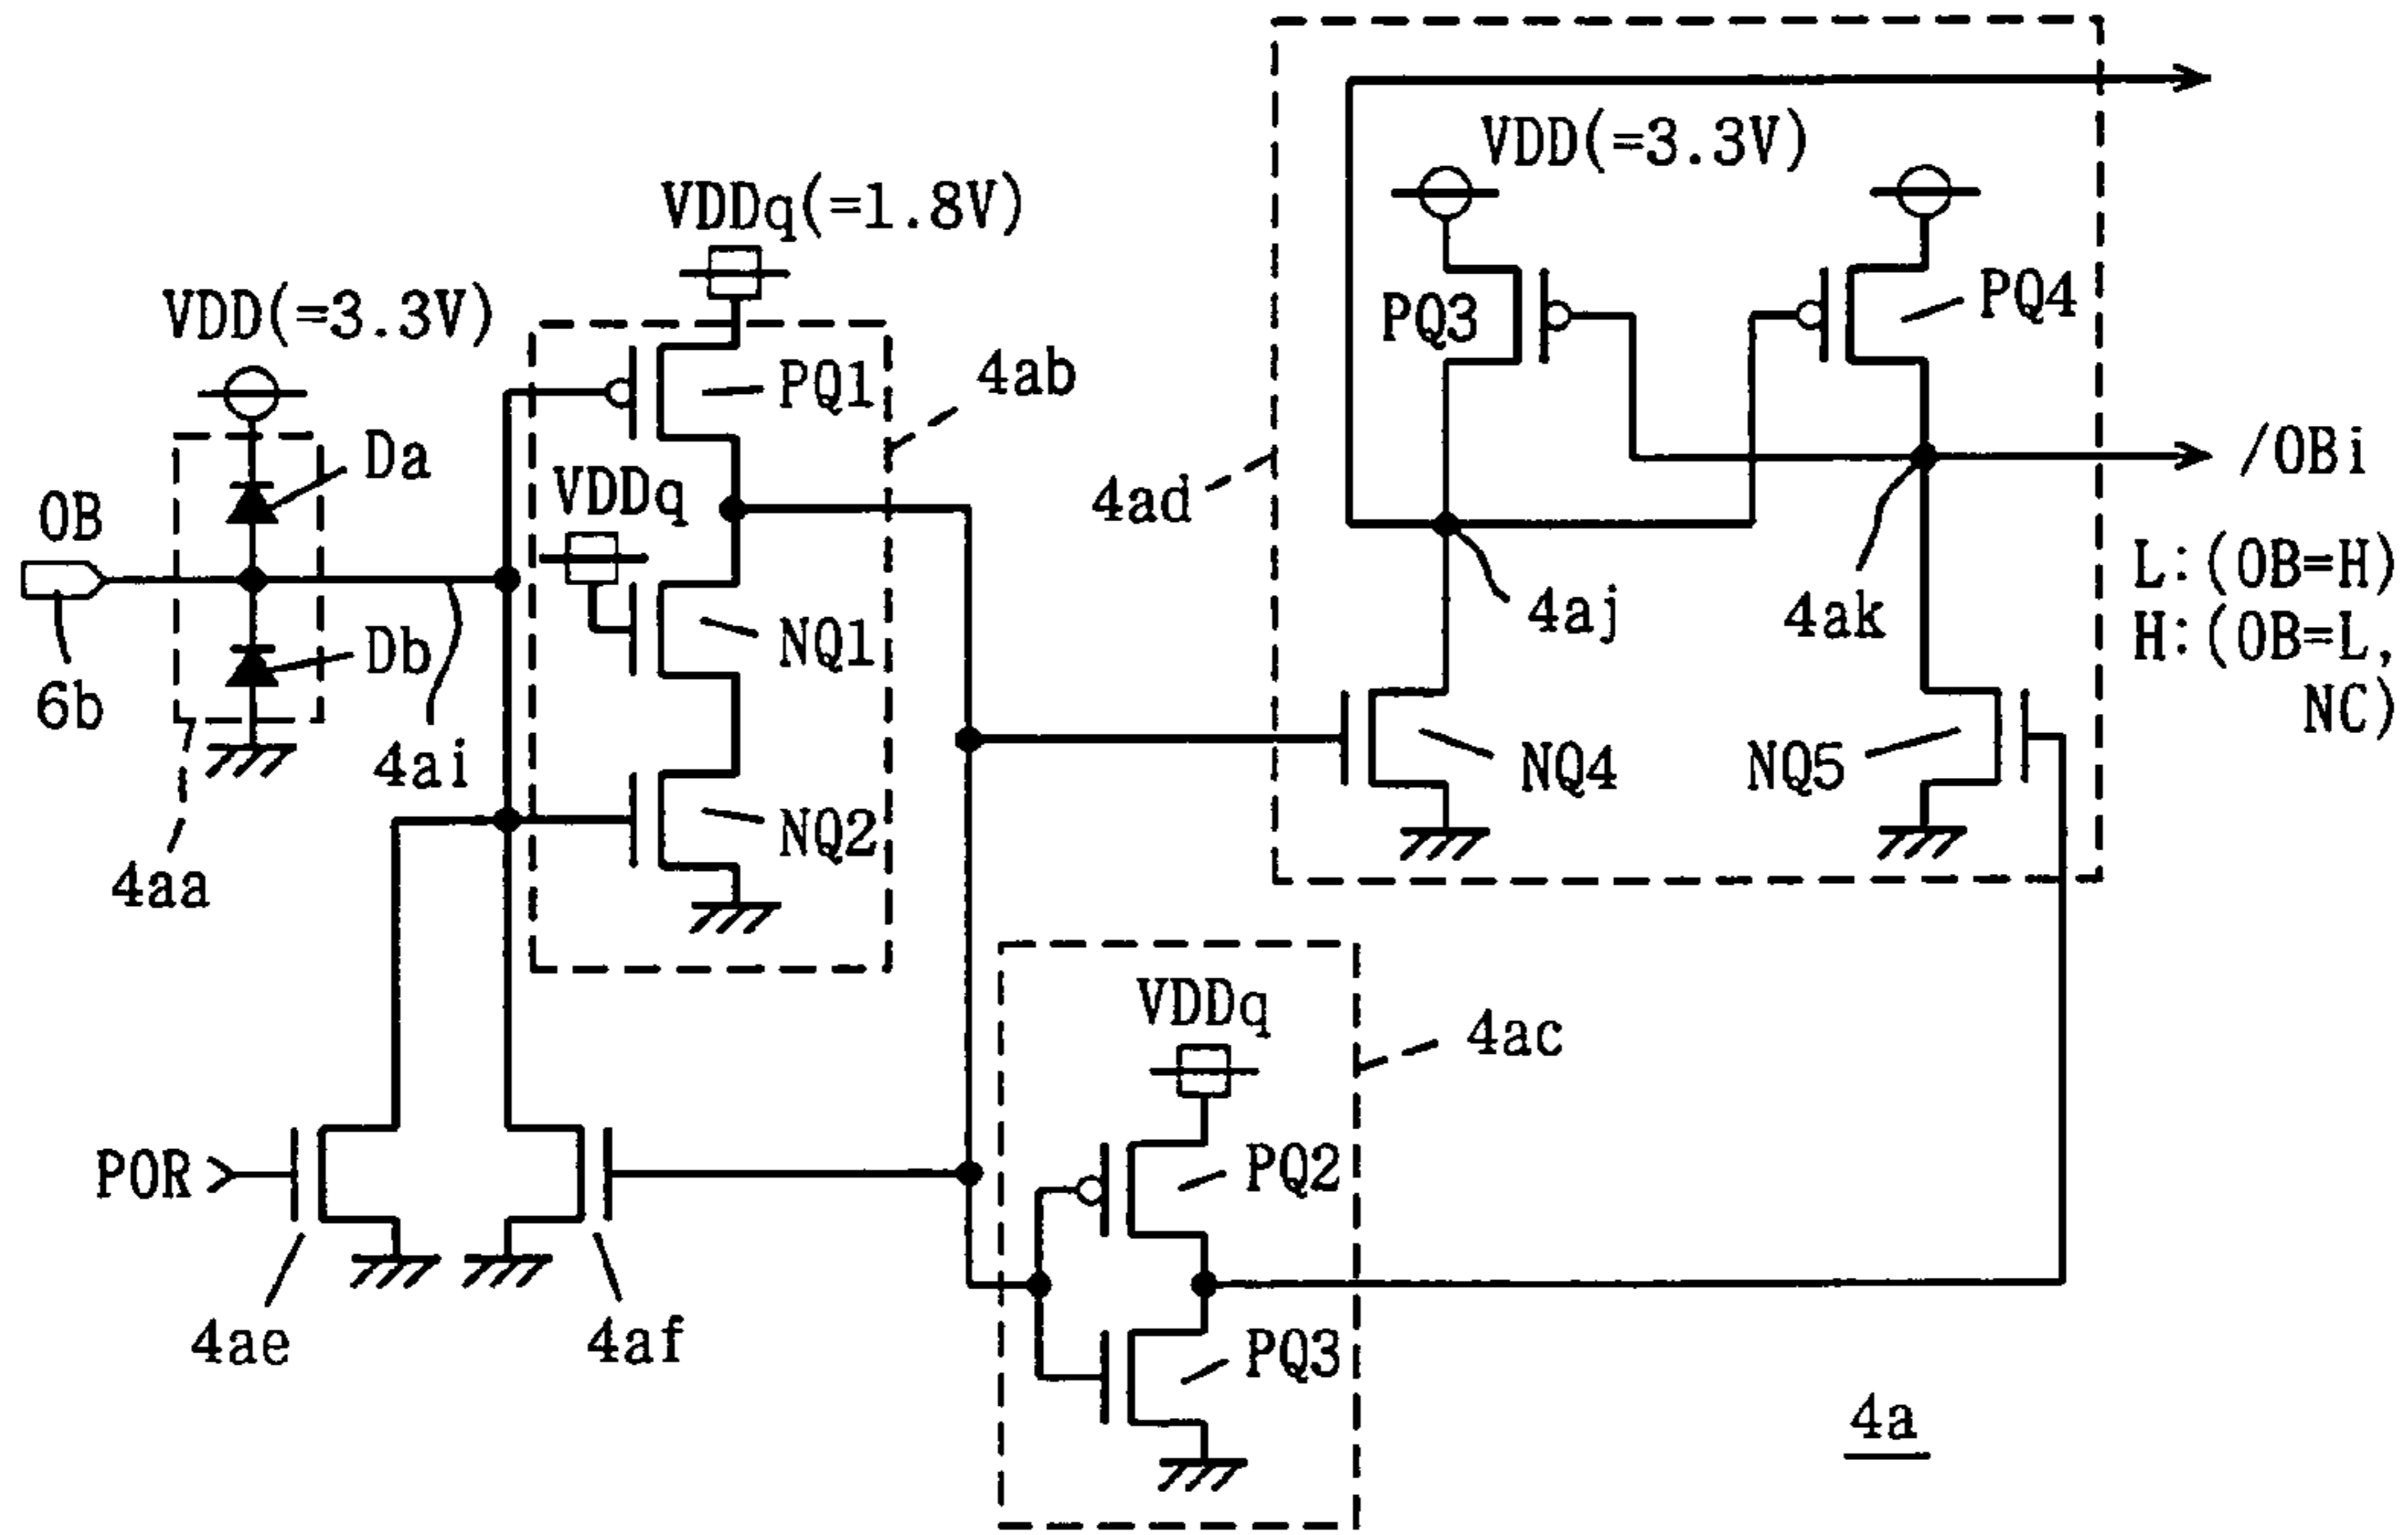 VDD(=3.3V)
VDDq(=1.8V)
PQ3
PQ4
VDD(=3.3V)
PQ1
4ab
Da
VDDq
4ad
/OBi
OB
L:(OB=H)
4aj
4ak
H:(OB=L,
NC)
Db
NQ1
6b
4ai
NQ4
NQ5
NQ2
4aa
VDDq
4ac
POR
PQ2
4ae
4af
PQ3
4a